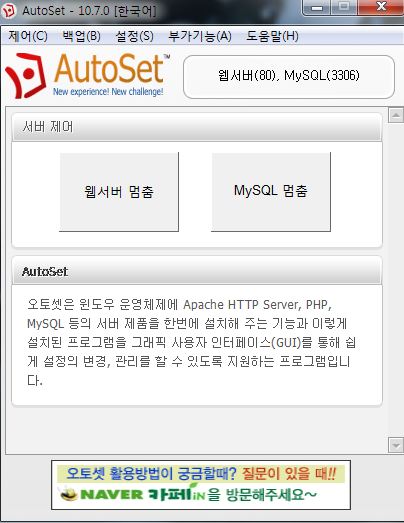 AutoSet - 10.7.0 [한국어]
제어(C) 백업(B) 설정(S) 부가기능(A) 도움말(H)
AutoSet™
New experience! New challenge!
웹서버(80), MySQL(3306)
서버 제어
웹서버 멈춤
MySQL 멈춤
AutoSet
오토셋은 윈도우 운영체제에 Apache HTTP Server, PHP,
MySQL 등의 서버 제품을 한번에 설치해 주는 기능과 이렇게
설치된 프로그램을 그래픽 사용자 인터페이스(GUI)를 통해 쉽
게 설정의 변경, 관리를 할 수 있도록 지원하는 프로그램입니
다.
오토셋 활용방법이 궁금할때? 질문이 있을 때!!
NAVER 카페iN을 방문해주세요~